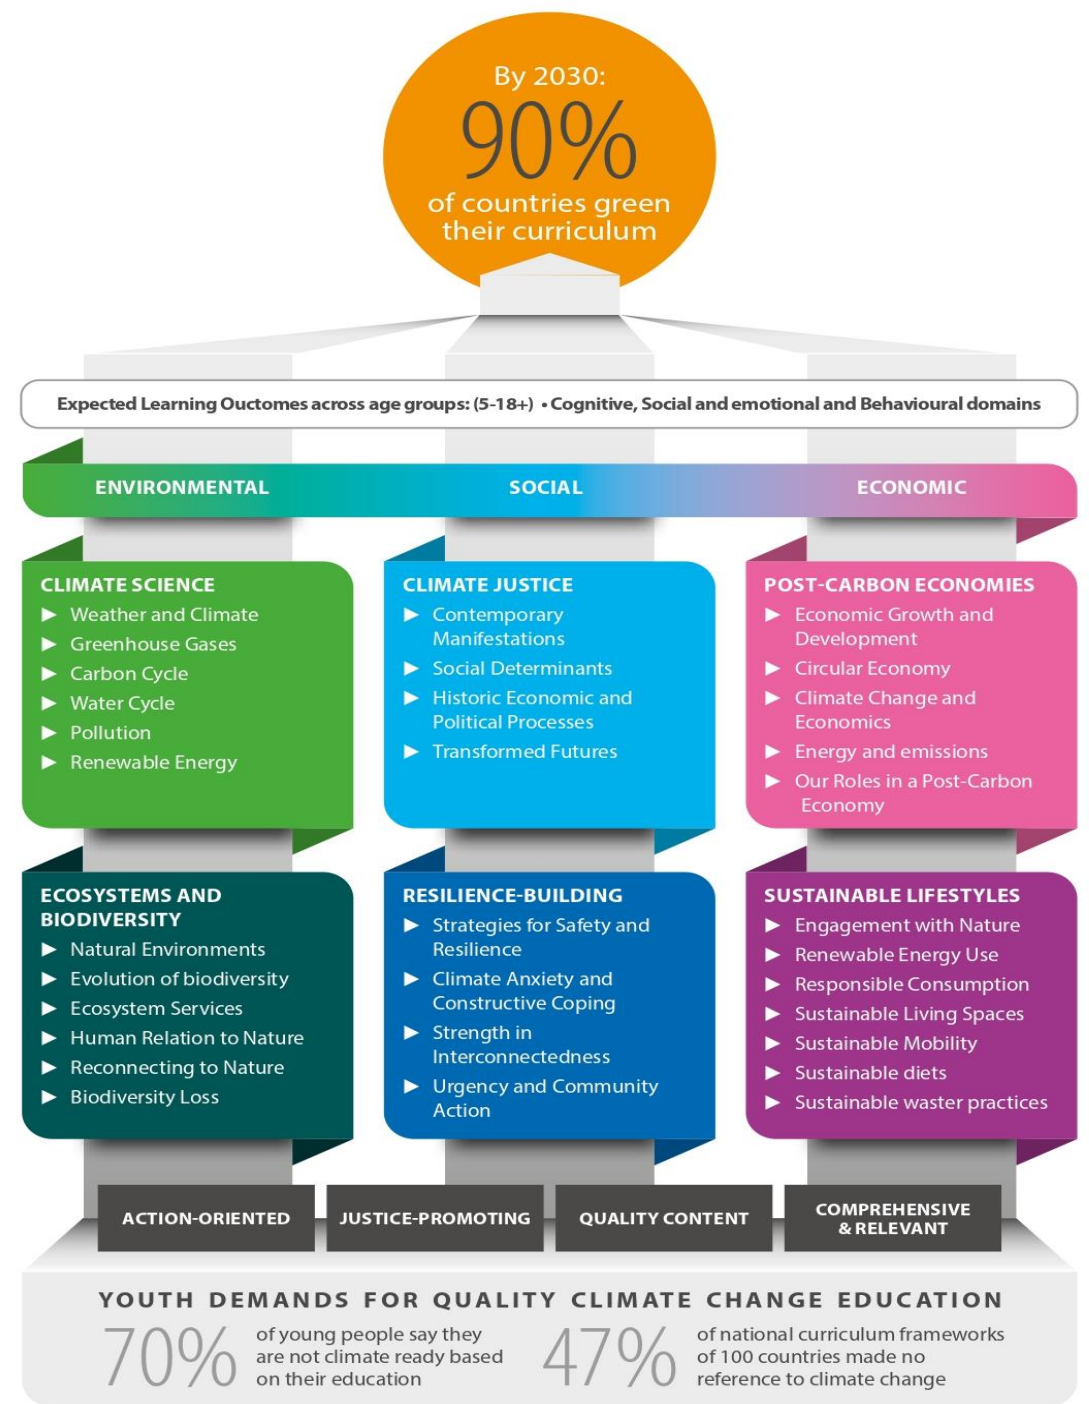 By 2030:
90%
of countries green
their curriculum
Expected Learning Ouctomes across age groups: (5-18+) • Cognitive, Social and emotional and Behavioural domains
ENVIRONMENTAL
SOCIAL
ECONOMIC
CLIMATE SCIENCE
▶ Weather and Climate
▶ Greenhouse Gases
▶ Carbon Cycle
▶ Water Cycle
▶ Pollution
▶ Renewable Energy
CLIMATE JUSTICE
▶ Contemporary
Manifestations
▶ Social Determinants
▶ Historic Economic and
Political Processes
▶ Transformed Futures
POST-CARBON ECONOMIES
▶ Economic Growth and
Development
▶ Circular Economy
▶ Climate Change and
Economics
▶ Energy and emissions
▶ Our Roles in a Post-Carbon
Economy
ECOSYSTEMS AND
BIODIVERSITY
▶ Natural Environments
▶ Evolution of biodiversity
▶ Ecosystem Services
▶ Human Relation to Nature
▶ Reconnecting to Nature
▶ Biodiversity Loss
RESILIENCE-BUILDING
▶ Strategies for Safety and
Resilience
▶ Climate Anxiety and
Constructive Coping
▶ Strength in
Interconnectedness
▶ Urgency and Community
Action
SUSTAINABLE LIFESTYLES
▶ Engagement with Nature
▶ Renewable Energy Use
▶ Responsible Consumption
▶ Sustainable Living Spaces
▶ Sustainable Mobility
▶ Sustainable diets
▶ Sustainable waster practices
ACTION-ORIENTED
JUSTICE-PROMOTING
QUALITY CONTENT
COMPREHENSIVE
& RELEVANT
YOUTH DEMANDS FOR QUALITY CLIMATE CHANGE EDUCATION
70%
of young people say they
are not climate ready based
on their education
47%
of national curriculum frameworks
of 100 countries made no
reference to climate change